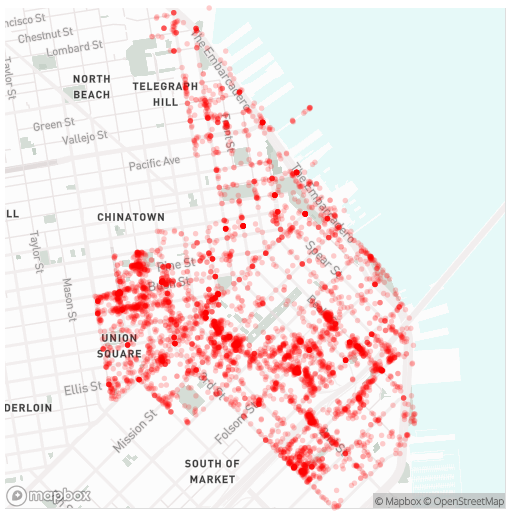 ncisco St
Chestnut St
Lombard St
The Embarcadero
Taylor St
NORTH
BEACH
TELEGRAPH
HILL
Green St
Vallejo St
Pacific Ave
The Embarcadero
CHINATOWN
LL
Taylor St
Mason St
Pine St
Bush St
Spear St
UNION
SQUARE
Ellis St
3rd St
DERLOIN
Mission St
Folsom St
SOUTH OF
MARKET
mapbox
© Mapbox © OpenStreetMap